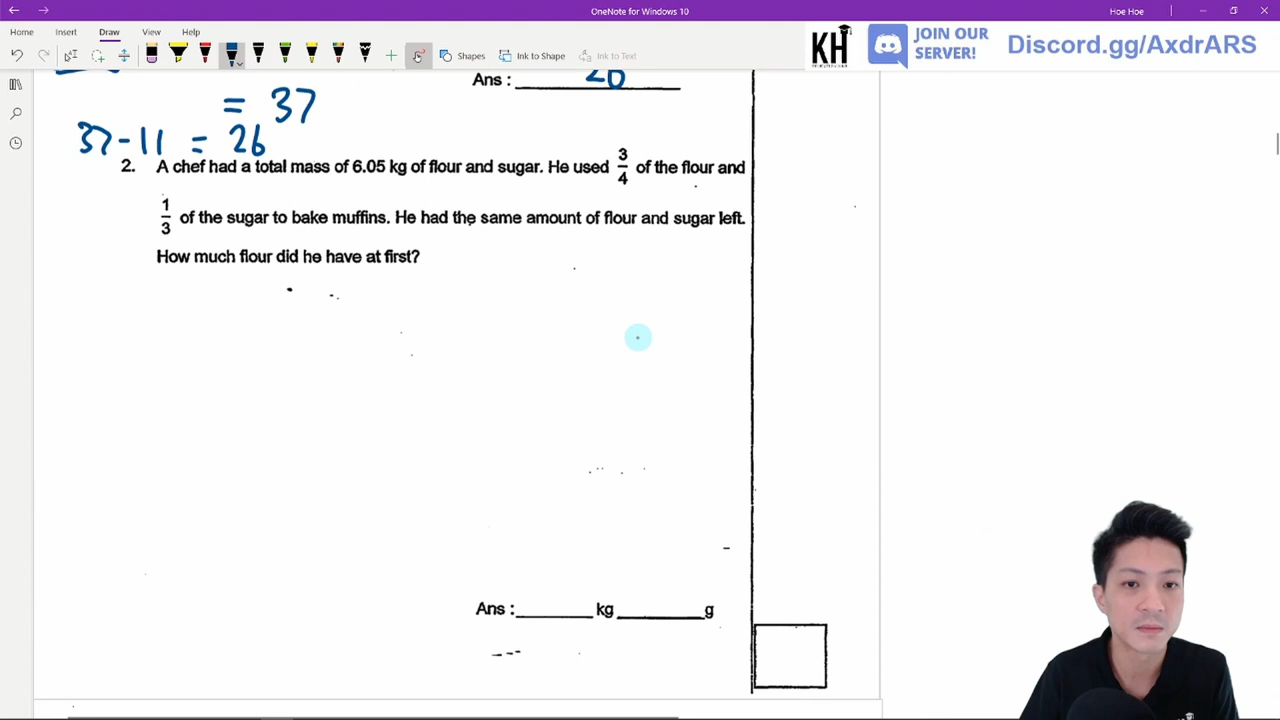 OneNote for Windows 10
Hoe Hoe
Home Insert Draw View Help
Shapes Ink to Shape Ink to Text
KH
JOIN OUR
SERVER!
Discord.gg/AxdrARS
Ans : 26
= 37
37 - 11 = 26
2. A chef had a total mass of 6.05 kg of flour and sugar. He used 3/4 of the flour and
1/3 of the sugar to bake muffins. He had the same amount of flour and sugar left.
How much flour did he have at first?
Ans : ______ kg ______ g